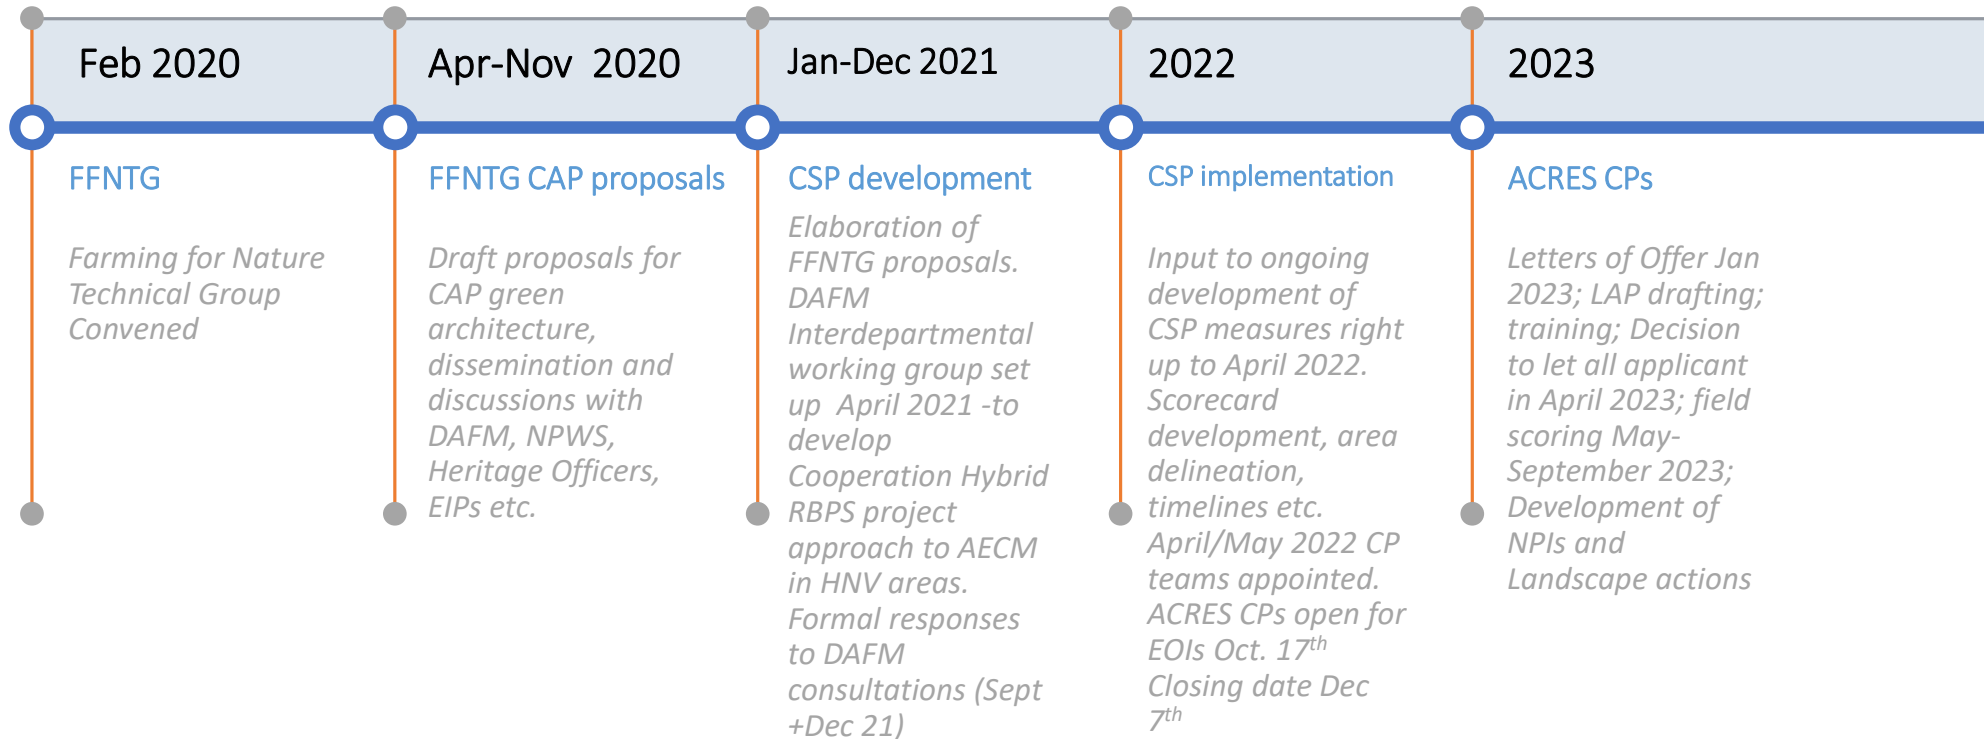 Feb 2020
Apr-Nov 2020
Jan-Dec 2021
2022
2023
FFNTG
Farming for Nature
Technical Group
Convened
FFNTG CAP proposals
Draft proposals for
CAP green
architecture,
dissemination and
discussions with
DAFM, NPWS,
Heritage Officers,
EIPs etc.
CSP development
Elaboration of
FFNTG proposals.
DAFM
Interdepartmental
working group set
up April 2021 -to
develop
Cooperation Hybrid
RBPS project
approach to AECM
in HNV areas.
Formal responses
to DAFM
consultations (Sept
+Dec 21)
CSP implementation
Input to ongoing
development of
CSP measures right
up to April 2022.
Scorecard
development, area
delineation,
timelines etc.
April/May 2022 CP
teams appointed.
ACRES CPs open for
EOIs Oct. 17th
Closing date Dec
7th
ACRES CPs
Letters of Offer Jan
2023; LAP drafting;
training; Decision
to let all applicant
in April 2023; field
scoring May-
September 2023;
Development of
NPIs and
Landscape actions